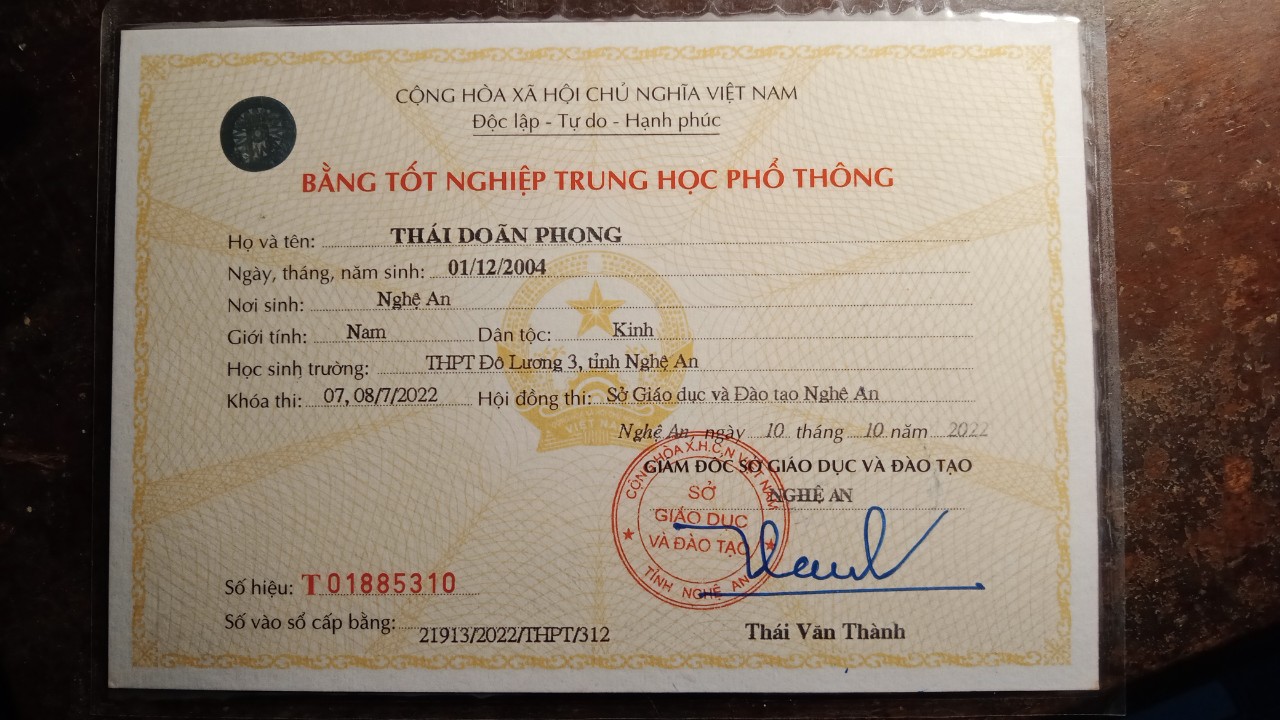 CỘNG HÒA XÃ HỘI CHỦ NGHĨA VIỆT NAM
Độc lập - Tự do - Hạnh phúc
BẰNG TỐT NGHIỆP TRUNG HỌC PHỔ THÔNG
Họ và tên: THÁI DOÃN PHONG
Ngày, tháng, năm sinh: 01/12/2004
Nơi sinh: Nghệ An
Giới tính: Nam Dân tộc: Kinh
Học sinh trường: THPT Đô Lương 3, tỉnh Nghệ An
Khóa thi: 07, 08/7/2022 Hội đồng thi: Sở Giáo dục và Đào tạo Nghệ An
VIỆT NAM
Nghệ An ngày 10 tháng 10 năm 2022
GIÁM ĐỐC SỞ GIÁO DỤC VÀ ĐÀO TẠO
NGHỆ AN
CỘNG HÒA X.H.C.N VIỆT NAM
SỞ
GIÁO DỤC
VÀ ĐÀO TẠO
TỈNH NGHỆ AN
Số hiệu: T 01885310
Số vào sổ cấp bằng: 21913/2022/THPT/312
Thái Văn Thành